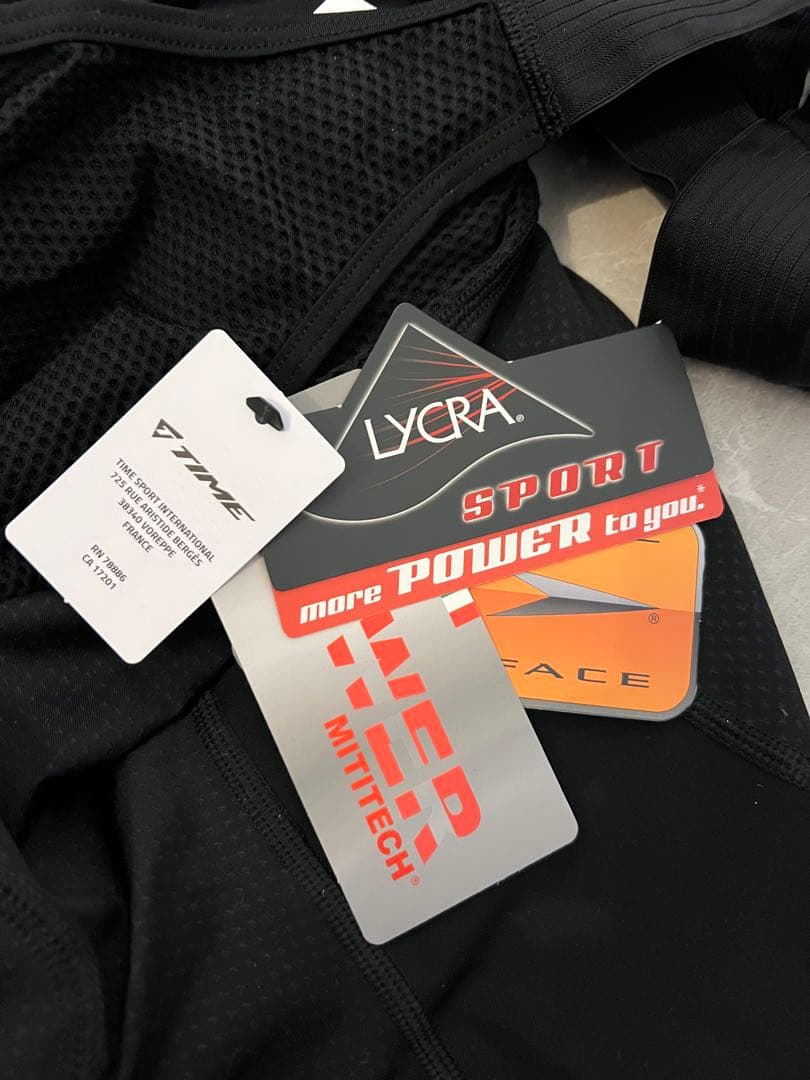 TIME
TIME SPORT INTERNATIONAL
725 RUE ARISTIDE BERGES
38340 VOREPPE
FRANCE
RN 78886
CA 17201
LYCRA®
SPORT
more POWER to you.*
FACE
®
MITITECH®